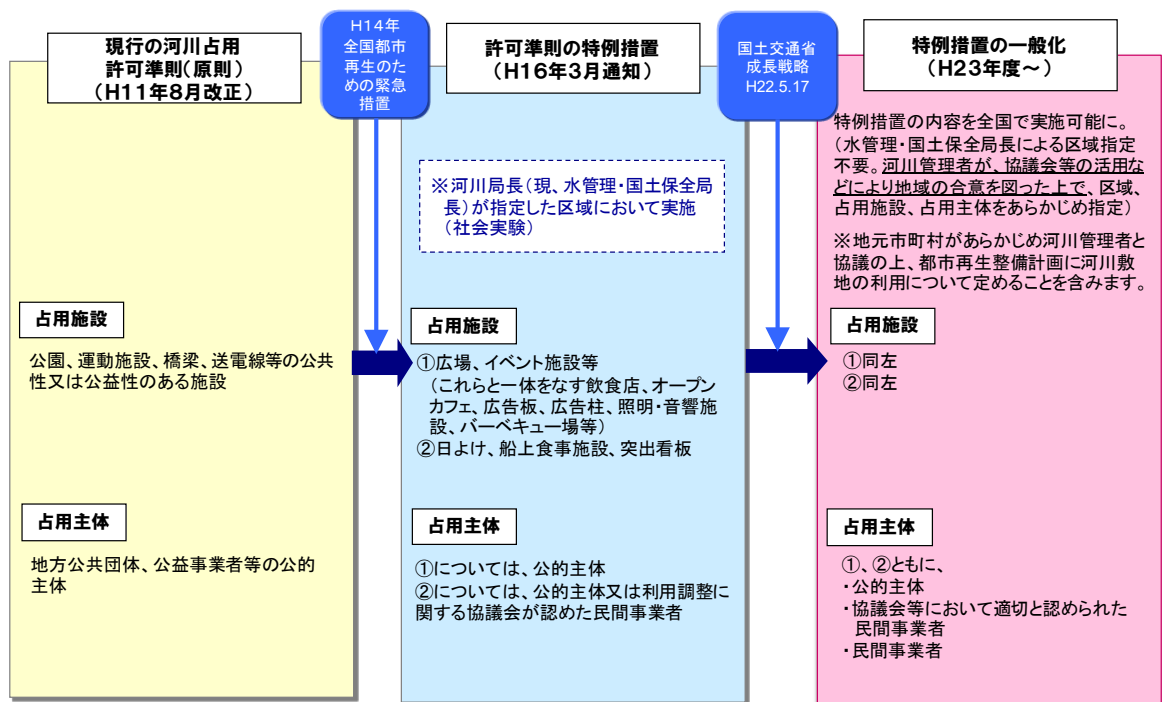 現行の河川占用
許可準則(原則)
(H11年8月改正)
H14年
全国都市
再生のた
めの緊急
措置
許可準則の特例措置
(H16年3月通知)
国土交通省
成長戦略
H22.5.17
特例措置の一般化
(H23年度~)
占用施設
公園、運動施設、橋梁、送電線等の公共
性又は公益性のある施設
占用主体
地方公共団体、公益事業者等の公的
主体
※河川局長(現、水管理・国土保全局
長)が指定した区域において実施
(社会実験)
占用施設
①広場、イベント施設等
(これらと一体をなす飲食店、オープン
カフェ、広告板、広告柱、照明・音響施
設、バーベキュー場等)
②日よけ、船上食事施設、突出看板
占用主体
①については、公的主体
②については、公的主体又は利用調整に
関する協議会が認めた民間事業者
特例措置の内容を全国で実施可能に。
(水管理・国土保全局長による区域指定
不要。河川管理者が、協議会等の活用な
どにより地域の合意を図った上で、区域、
占用施設、占用主体をあらかじめ指定)
※地元市町村があらかじめ河川管理者と
協議の上、都市再生整備計画に河川敷
地の利用について定めることを含みます。
占用施設
①同左
②同左
占用主体
①、②ともに、
・公的主体
・協議会等において適切と認められた
民間事業者
・民間事業者